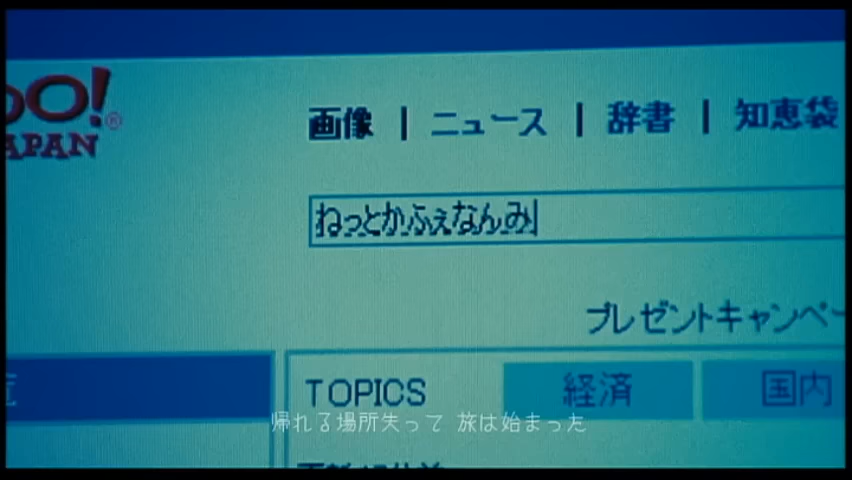 OO!®
APAN
画像 | ニュース | 辞書 | 知恵袋
ねっとかふぇなんみ
プレゼントキャンペー
TOPICS 経済 国内
帰れる場所失って 旅は始まった